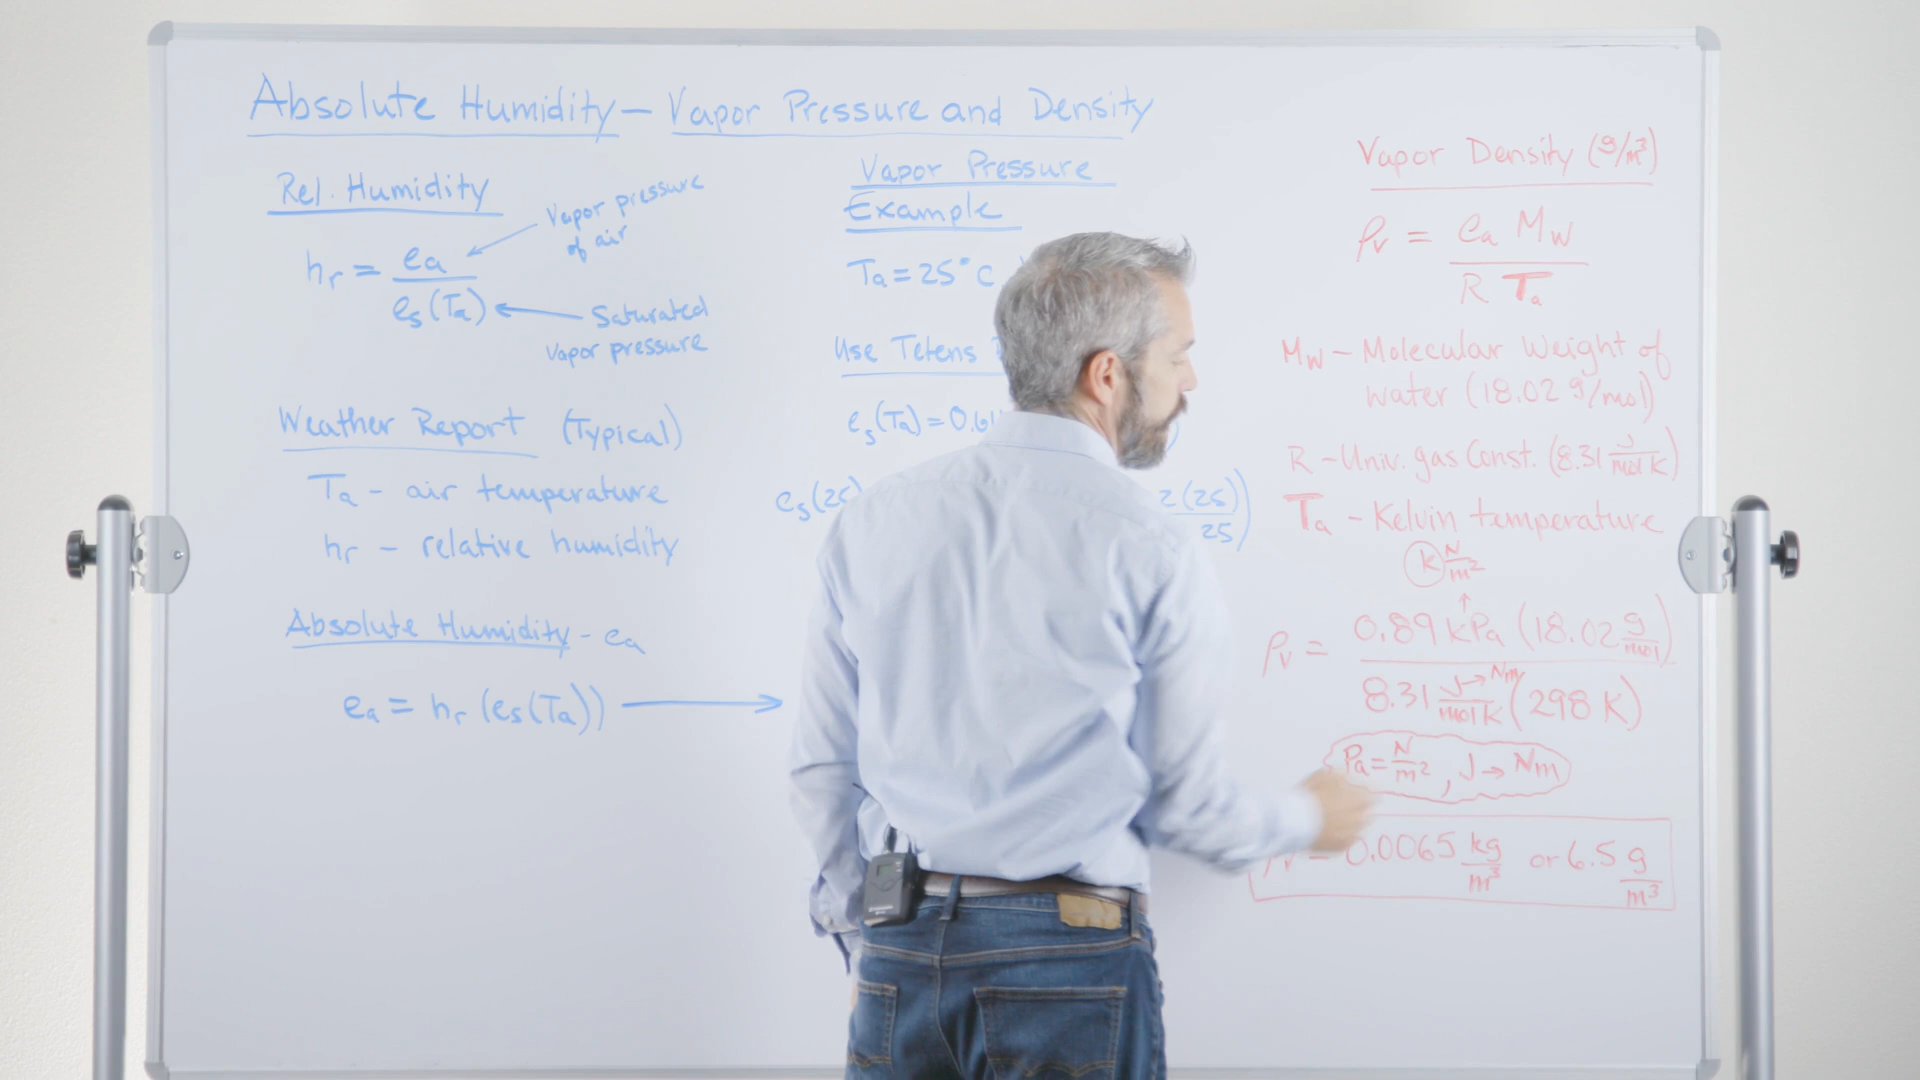 Absolute Humidity – Vapor Pressure and Density
Rel. Humidity
Vapor pressure
of air
hr = ea / es(Ta)
Saturated
Vapor pressure
Weather Report (Typical)
Ta - air temperature
hr - relative humidity
Absolute Humidity - ea
ea = hr (es(Ta)) →
Vapor Pressure
Example
Ta = 25°C
Use Tetens
es(Ta) = 0.61
es(25)
(25))
25
Vapor Density (g/m³)
ρv = ea Mw / R Ta
Mw – Molecular Weight of
water (18.02 g/mol)
R – Univ. gas Const. (8.31 J/mol K)
Ta – Kelvin temperature
k N/m²
ρv = 0.89 kPa (18.02 g/mol)
8.31 J→Nm/mol K (298 K)
Pa = N/m² , J → Nm
ρv = 0.0065 kg/m³ or 6.5 g/m³